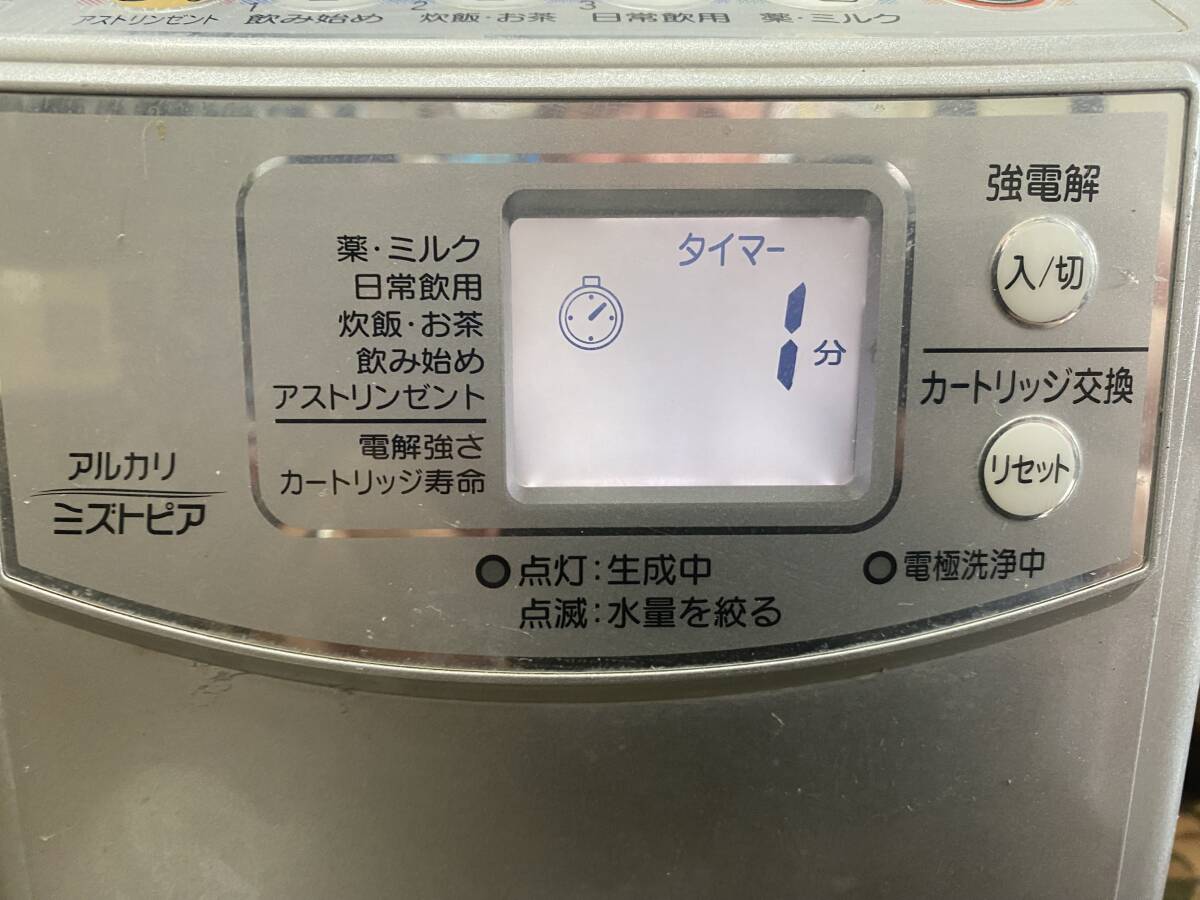 アストリンゼント 1 飲み始め 2 炊飯・お茶 3 日常飲用 薬・ミルク
強電解
入/切
カートリッジ交換
リセット
薬・ミルク
日常飲用
炊飯・お茶
飲み始め
アストリンゼント
電解強さ
カートリッジ寿命
タイマー
1分
アルカリ
ミズトピア
点灯:生成中
点滅:水量を絞る
電極洗浄中